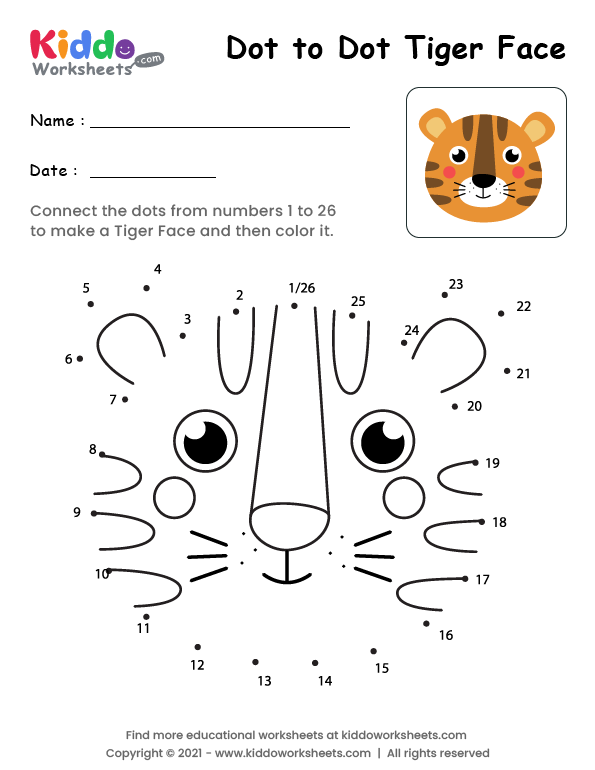 Kiddo
Worksheets.com
Dot to Dot Tiger Face
Name :
Date :
Connect the dots from numbers 1 to 26
to make a Tiger Face and then color it.
4
5
23
1/26
2
25
22
3
24
6
21
7
20
8
19
9
18
10
17
11
16
12
15
13
14
Find more educational worksheets at kiddoworksheets.com
Copyright © 2021 - www.kiddoworksheets.com | All rights reserved